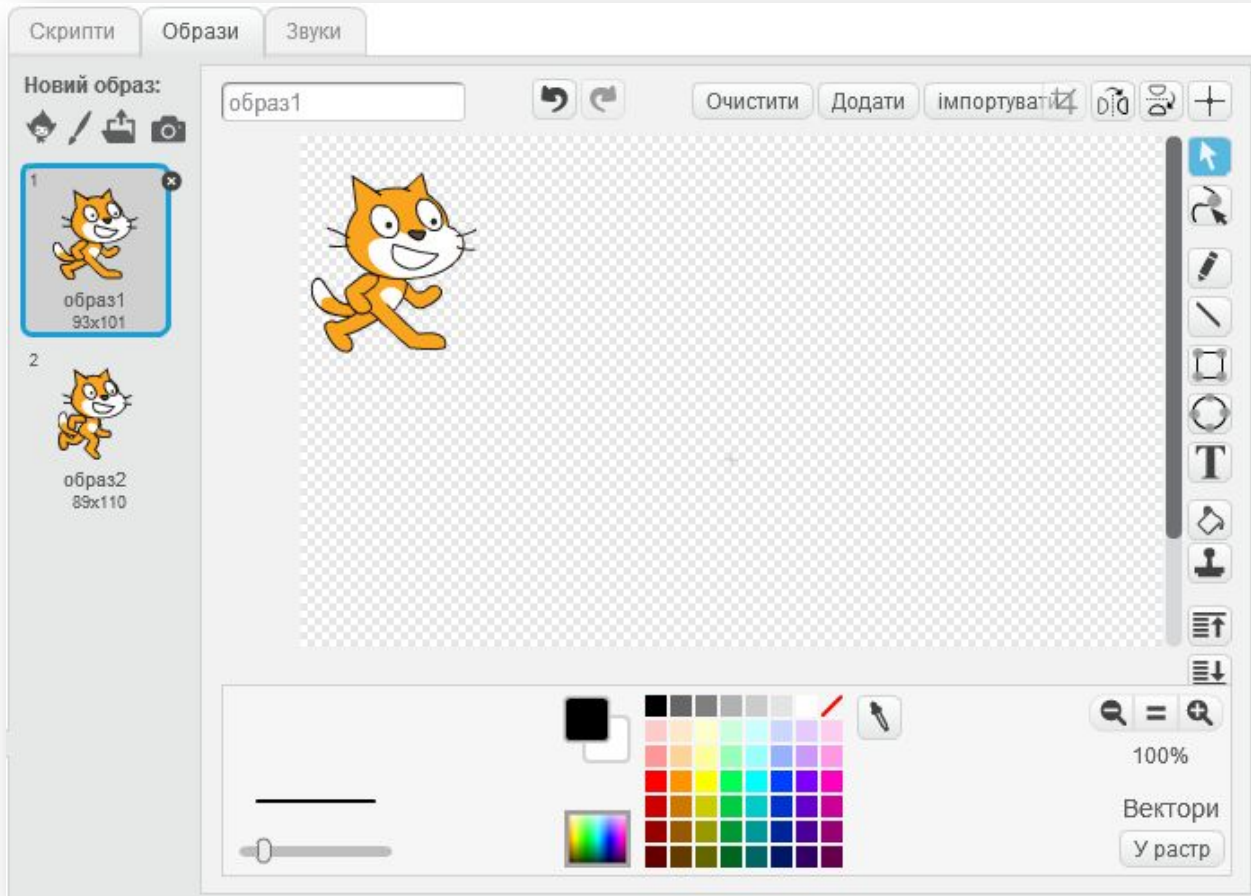 Скрипти
Образи
Звуки
Новий образ:
образ1
Очистити
Додати
імпортувати
1
образ1
93x101
2
образ2
89x110
T
100%
Вектори
У растр